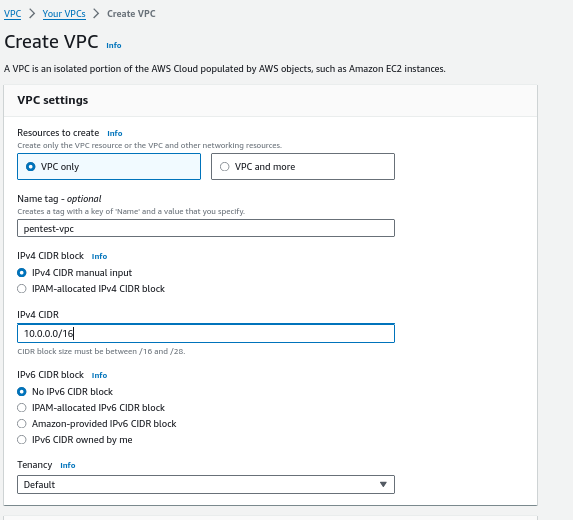 VPC > Your VPCs > Create VPC
Create VPC Info
A VPC is an isolated portion of the AWS Cloud populated by AWS objects, such as Amazon EC2 instances.
VPC settings
Resources to create Info
Create only the VPC resource or the VPC and other networking resources.
VPC only
VPC and more
Name tag - optional
Creates a tag with a key of 'Name' and a value that you specify.
pentest-vpc
IPv4 CIDR block Info
IPv4 CIDR manual input
IPAM-allocated IPv4 CIDR block
IPv4 CIDR
10.0.0.0/16
CIDR block size must be between /16 and /28.
IPv6 CIDR block Info
No IPv6 CIDR block
IPAM-allocated IPv6 CIDR block
Amazon-provided IPv6 CIDR block
IPv6 CIDR owned by me
Tenancy Info
Default